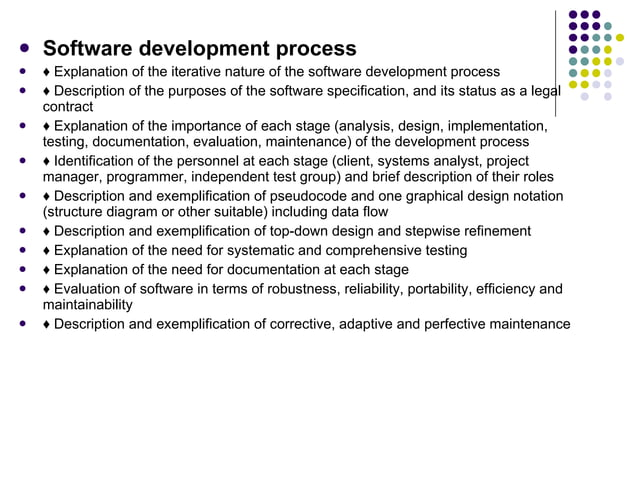 Software development process
♦ Explanation of the iterative nature of the software development process
♦ Description of the purposes of the software specification, and its status as a legal
contract
♦ Explanation of the importance of each stage (analysis, design, implementation,
testing, documentation, evaluation, maintenance) of the development process
♦ Identification of the personnel at each stage (client, systems analyst, project
manager, programmer, independent test group) and brief description of their roles
♦ Description and exemplification of pseudocode and one graphical design notation
(structure diagram or other suitable) including data flow
♦ Description and exemplification of top-down design and stepwise refinement
♦ Explanation of the need for systematic and comprehensive testing
♦ Explanation of the need for documentation at each stage
♦ Evaluation of software in terms of robustness, reliability, portability, efficiency and
maintainability
♦ Description and exemplification of corrective, adaptive and perfective maintenance